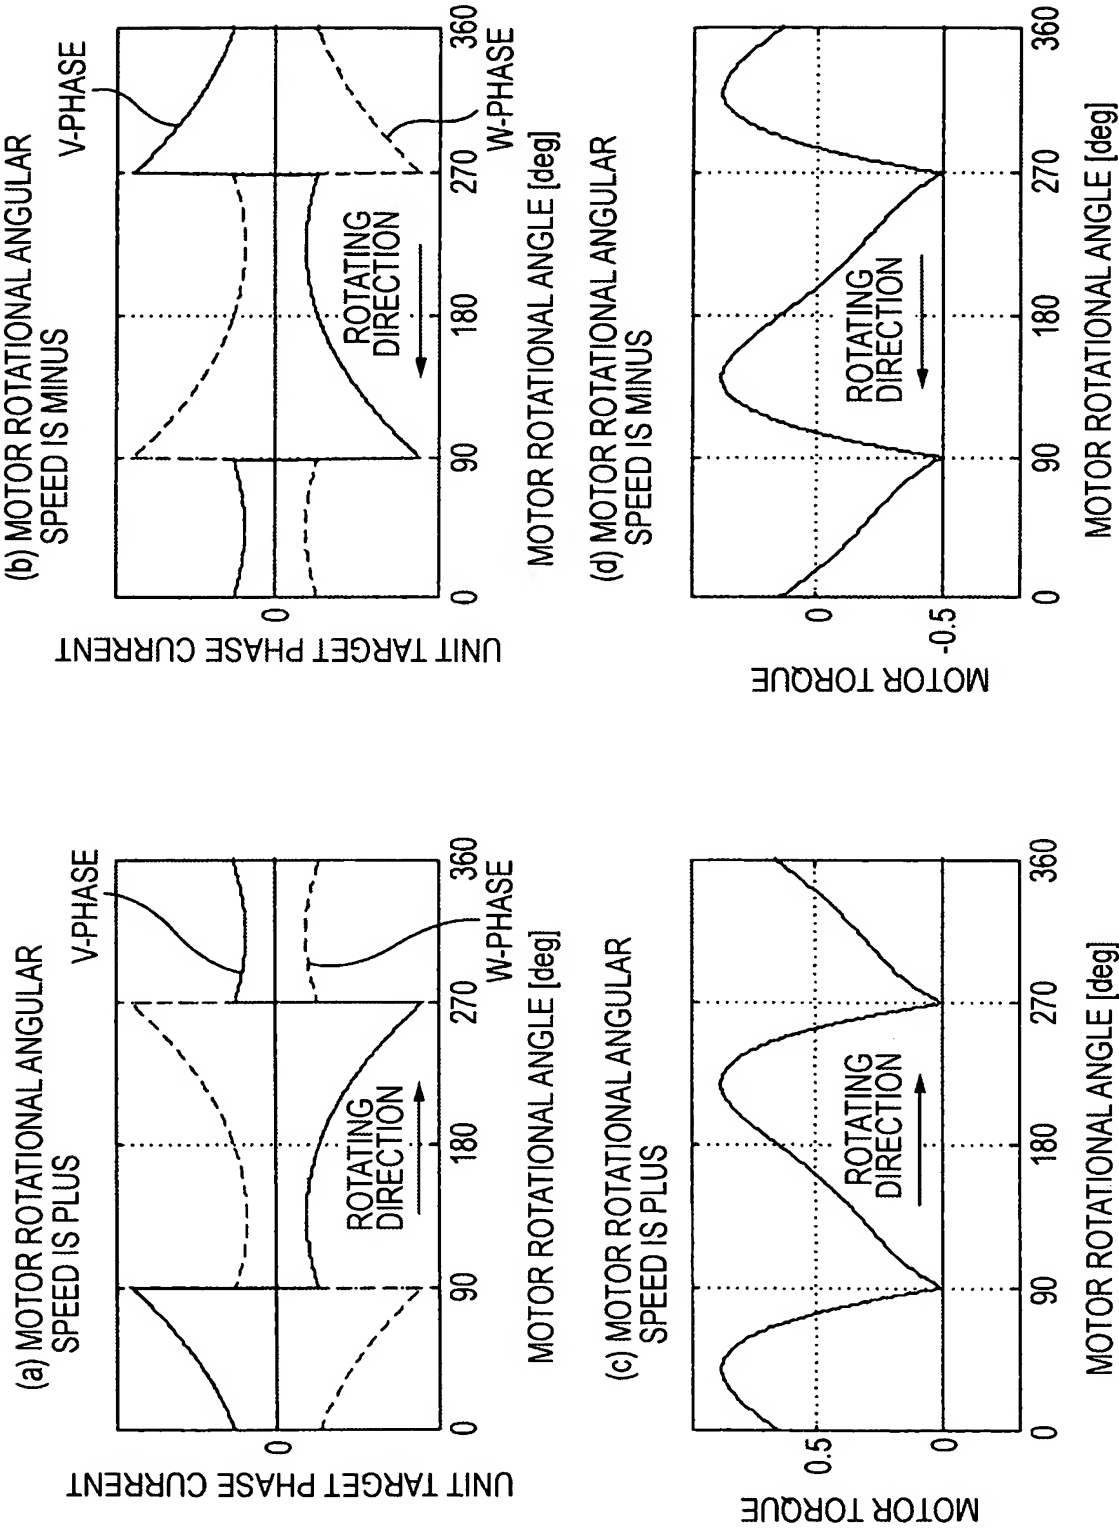 (a) MOTOR ROTATIONAL ANGULAR
SPEED IS PLUS
V-PHASE
W-PHASE
ROTATING
DIRECTION
0
0
90
180
270
360
UNIT TARGET PHASE CURRENT
MOTOR ROTATIONAL ANGLE [deg]
(b) MOTOR ROTATIONAL ANGULAR
SPEED IS MINUS
V-PHASE
W-PHASE
ROTATING
DIRECTION
0
0
90
180
270
360
UNIT TARGET PHASE CURRENT
MOTOR ROTATIONAL ANGLE [deg]
(c) MOTOR ROTATIONAL ANGULAR
SPEED IS PLUS
0.5
0
ROTATING
DIRECTION
0
90
180
270
360
MOTOR TORQUE
MOTOR ROTATIONAL ANGLE [deg]
(d) MOTOR ROTATIONAL ANGULAR
SPEED IS MINUS
0
-0.5
ROTATING
DIRECTION
0
90
180
270
360
MOTOR TORQUE
MOTOR ROTATIONAL ANGLE [deg]